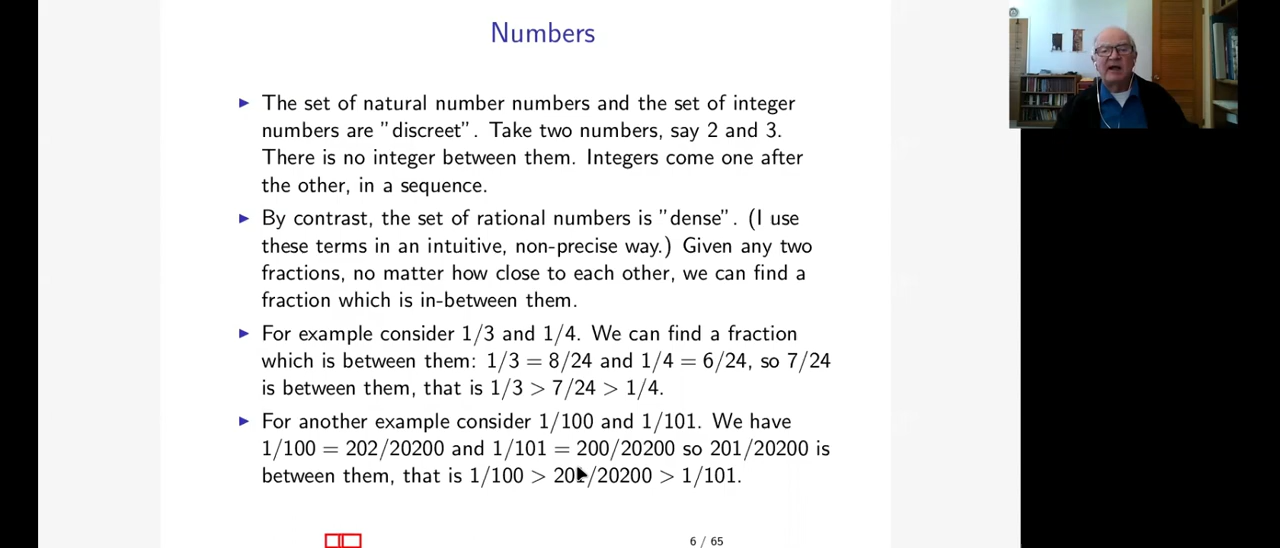 Numbers
▶ The set of natural number numbers and the set of integer
numbers are "discreet". Take two numbers, say 2 and 3.
There is no integer between them. Integers come one after
the other, in a sequence.
▶ By contrast, the set of rational numbers is "dense". (I use
these terms in an intuitive, non-precise way.) Given any two
fractions, no matter how close to each other, we can find a
fraction which is in-between them.
▶ For example consider 1/3 and 1/4. We can find a fraction
which is between them: 1/3 = 8/24 and 1/4 = 6/24, so 7/24
is between them, that is 1/3 > 7/24 > 1/4.
▶ For another example consider 1/100 and 1/101. We have
1/100 = 202/20200 and 1/101 = 200/20200 so 201/20200 is
between them, that is 1/100 > 201/20200 > 1/101.
6 / 65